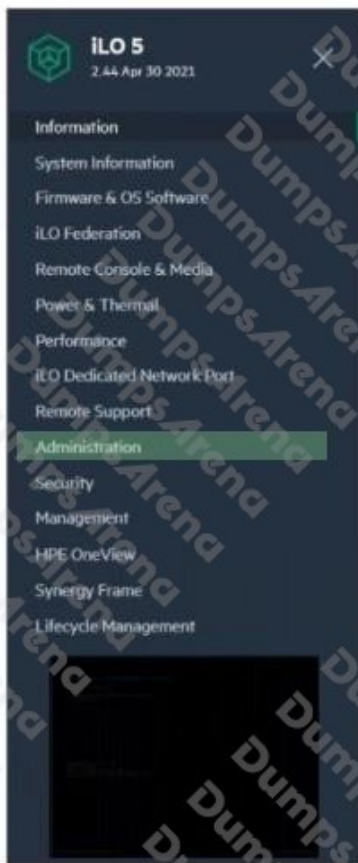 iLO 5
2.44 Apr 30 2021
Information
System Information
Firmware & OS Software
iLO Federation
Remote Console & Media
Power & Thermal
Performance
iLO Dedicated Network Port
Remote Support
Administration
Security
Management
HPE OneView
Synergy Frame
Lifecycle Management
DumpsArena